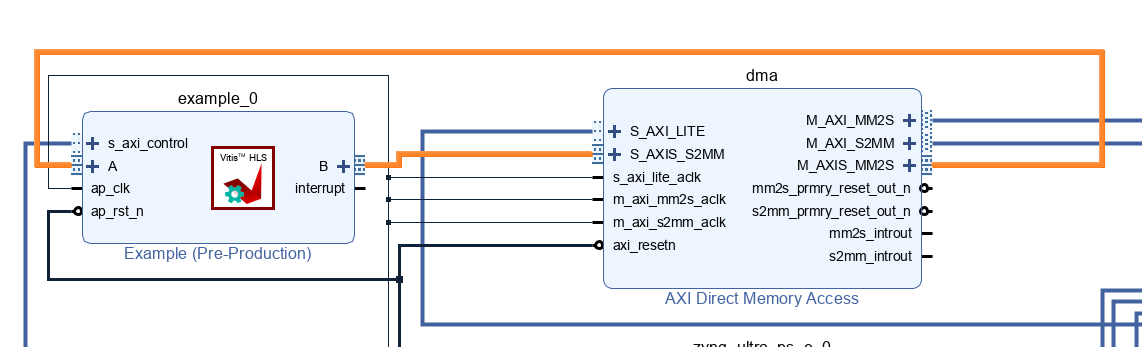 example_0
s_axi_control
A
ap_clk
ap_rst_n
Vitis™ HLS
B
interrupt
Example (Pre-Production)
dma
S_AXI_LITE
S_AXIS_S2MM
s_axi_lite_aclk
m_axi_mm2s_aclk
m_axi_s2mm_aclk
axi_resetn
M_AXI_MM2S
M_AXI_S2MM
M_AXIS_MM2S
mm2s_prmry_reset_out_n
s2mm_prmry_reset_out_n
mm2s_introut
s2mm_introut
AXI Direct Memory Access